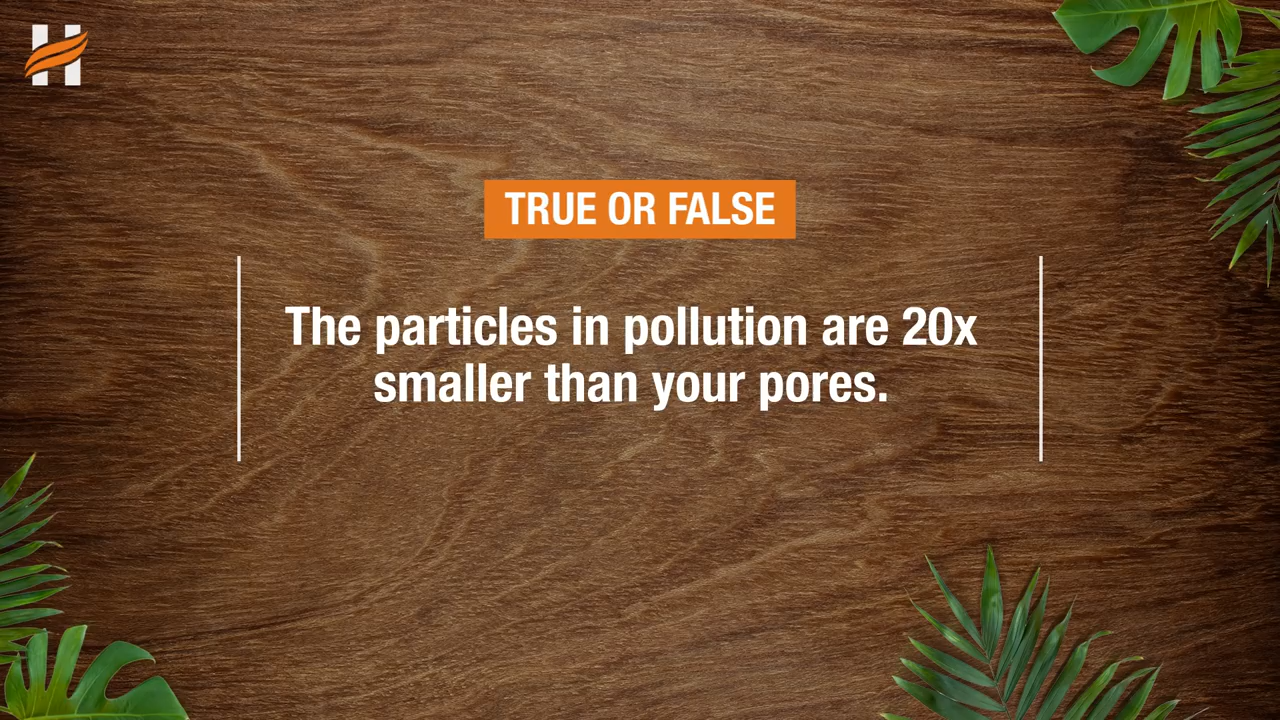 H
TRUE OR FALSE
The particles in pollution are 20x
smaller than your pores.